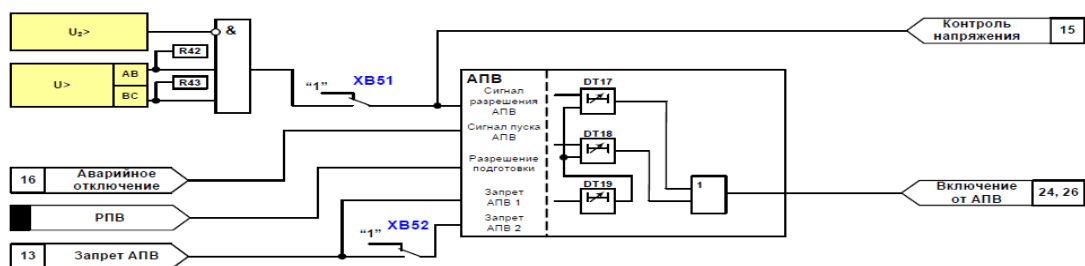 U₂>
&
R42
U>
AB
BC
R43
“1”
XB51
Контроль
напряжения
15
АПВ
Сигнал
разрешения
АПВ
DT17
Сигнал пуска
АПВ
DT18
Разрешение
подготовки
DT19
Запрет
АПВ 1
Запрет
АПВ 2
1
16
Аварийное
отключение
РПВ
“1”
XB52
13
Запрет АПВ
Включение
от АПВ
24, 26